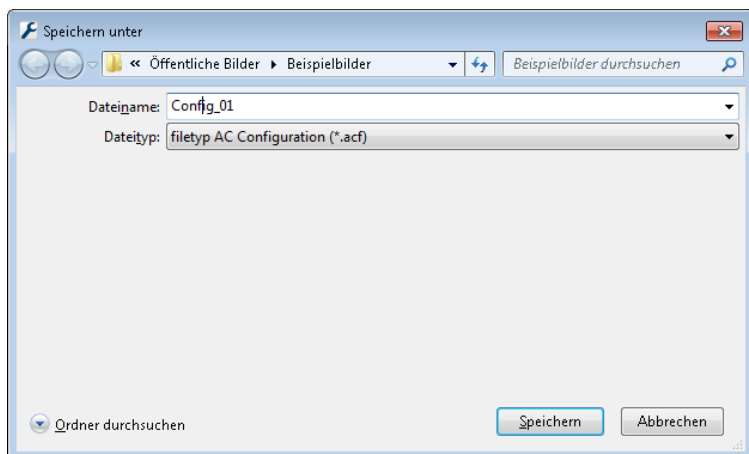 Speichern unter
« Öffentliche Bilder Beispielbilder Beispielbilder durchsuchen
Dateiname: Config_01
Dateityp: filetyp AC Configuration (*.acf)
Ordner durchsuchen Speichern Abbrechen